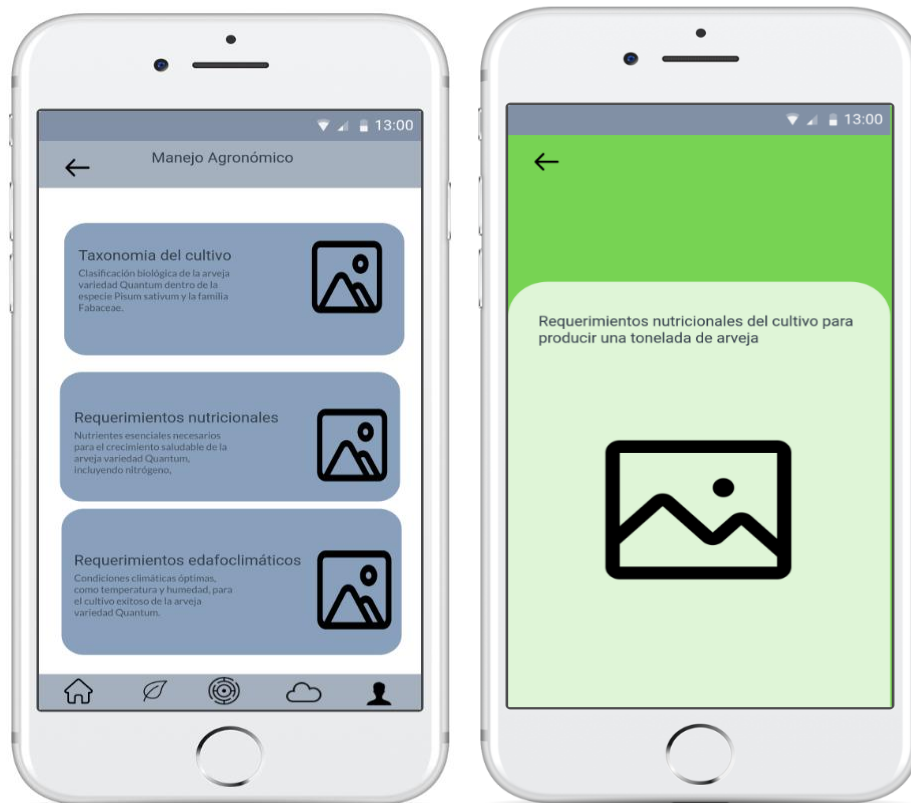 13:00
Manejo Agronómico
Taxonomia del cultivo
Clasificación biológica de la arveja
variedad Quantum dentro de la
especie Pisum sativum y la familia
Fabaceae.
Requerimientos nutricionales
Nutrientes esenciales necesarios
para el crecimiento saludable de la
arveja variedad Quantum,
incluyendo nitrógeno,
Requerimientos edafoclimáticos
Condiciones climáticas óptimas,
como temperatura y humedad, para
el cultivo exitoso de la arveja
variedad Quantum.
13:00
Requerimientos nutricionales del cultivo para
producir una tonelada de arveja